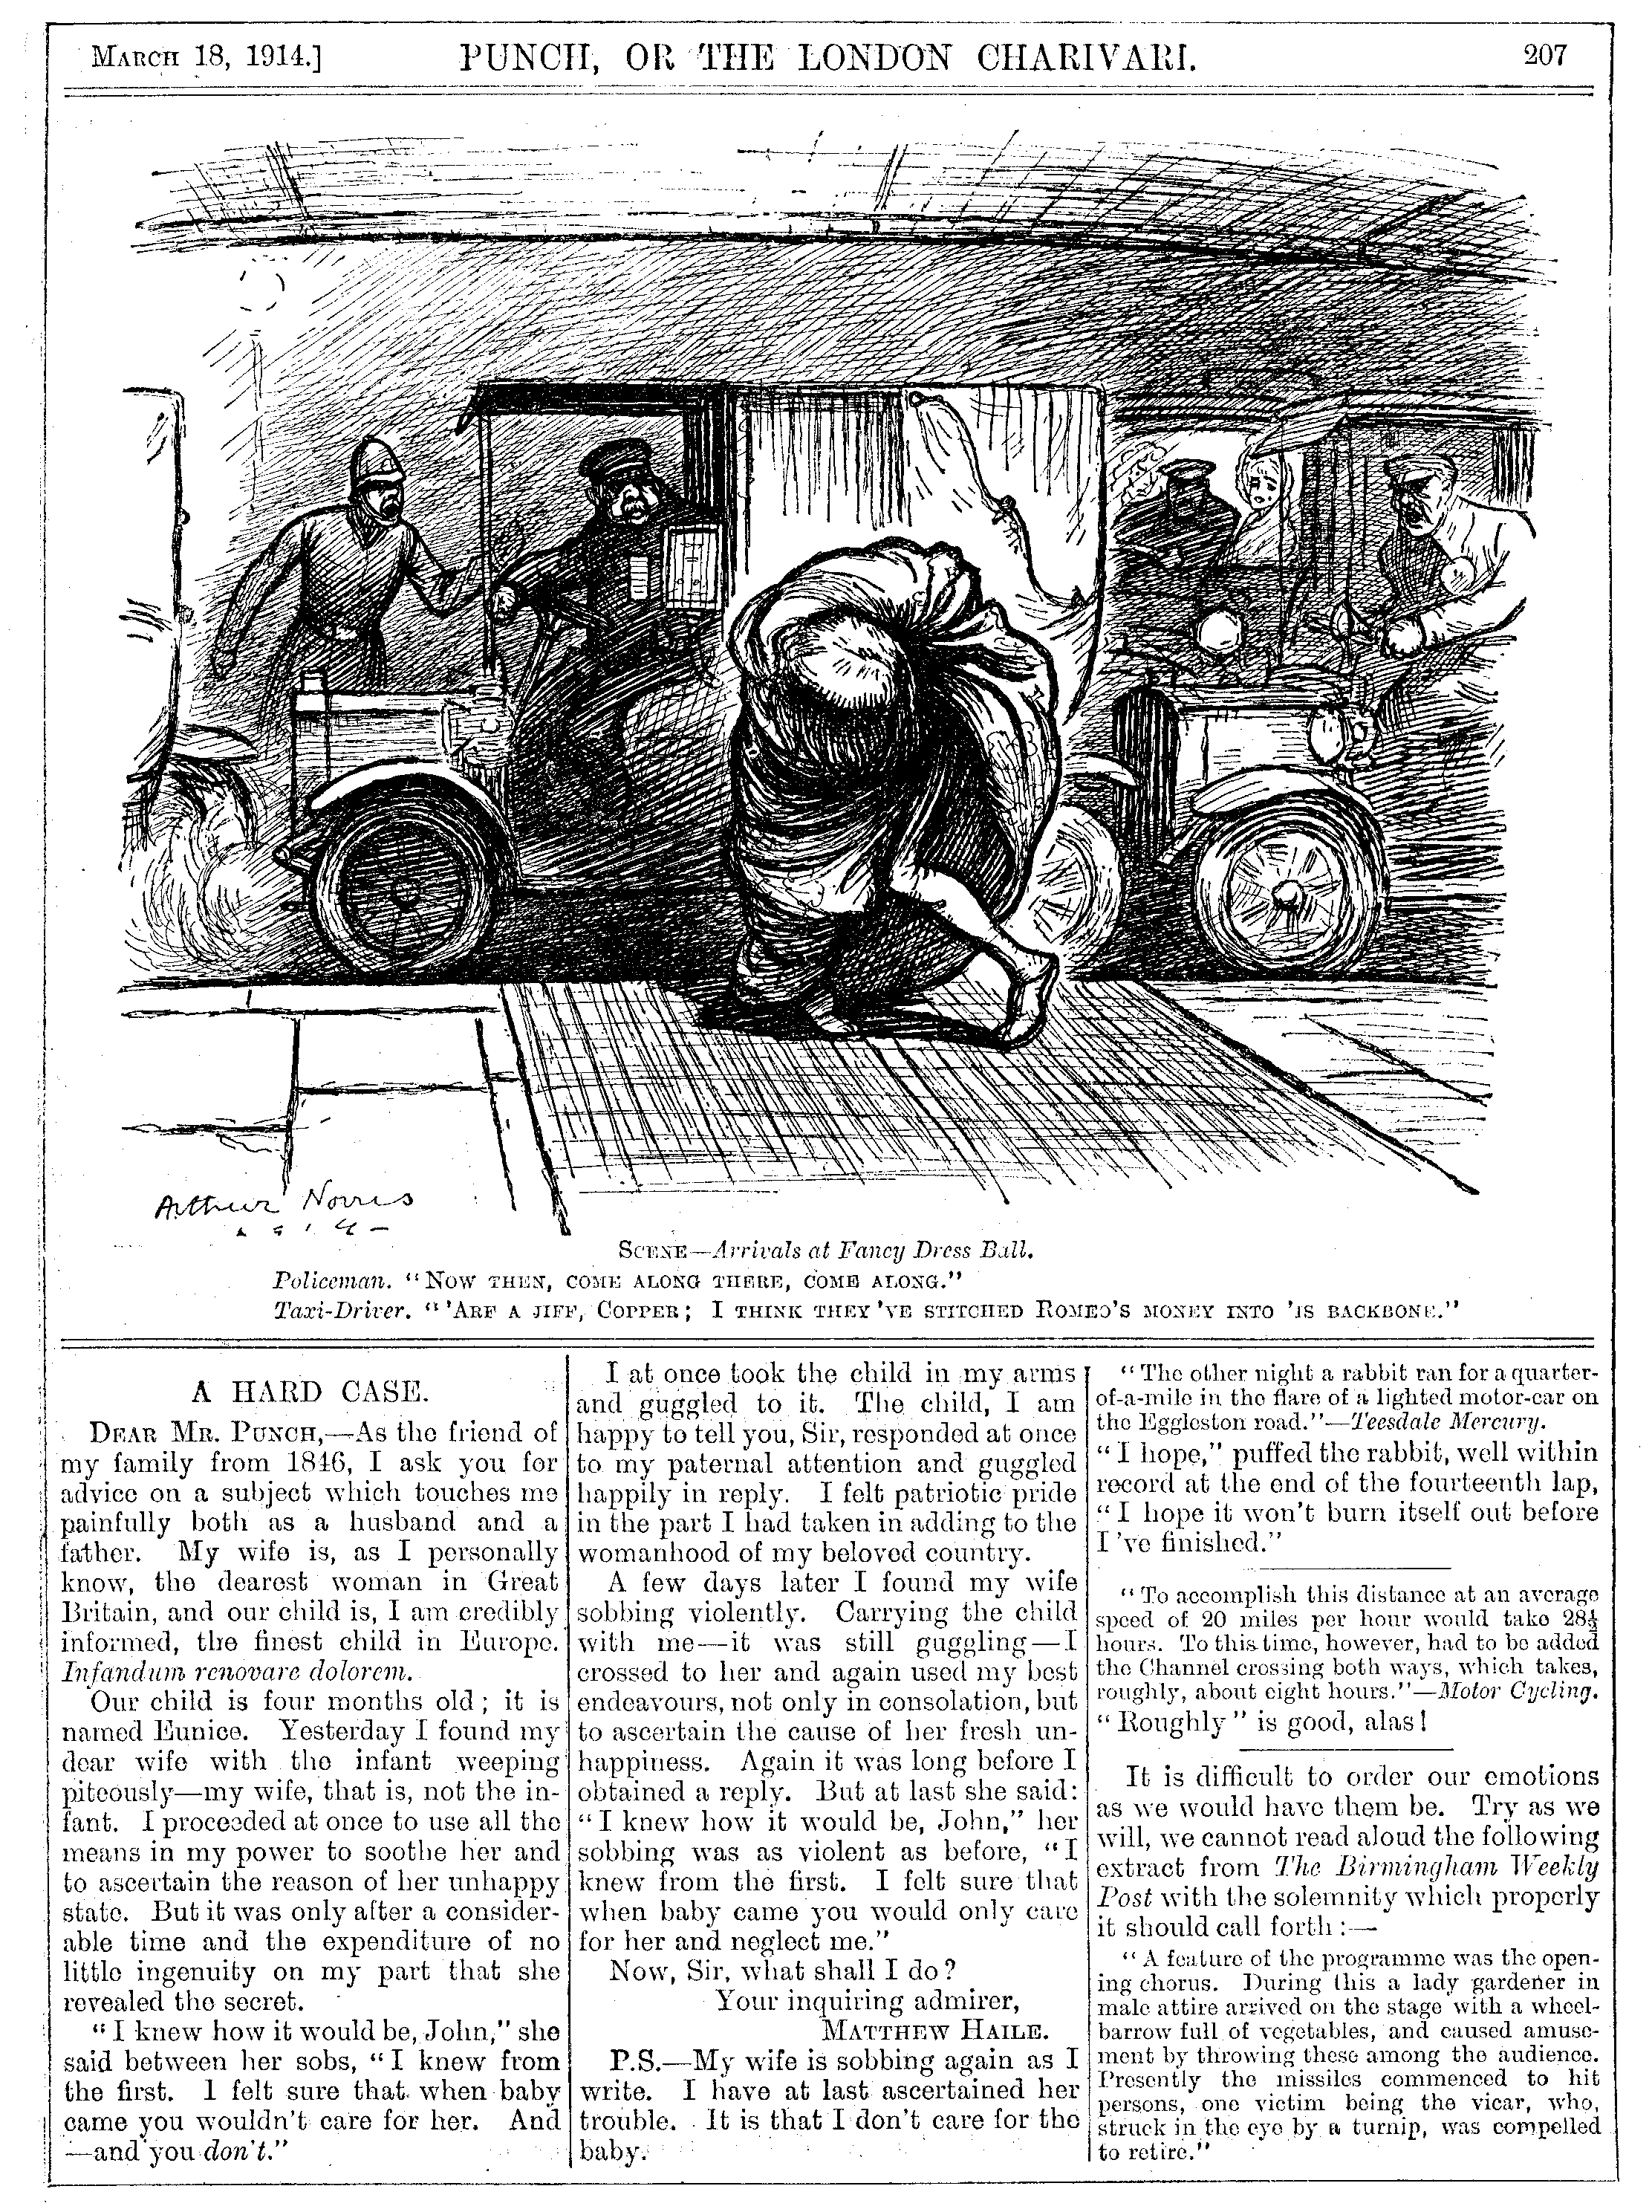 MARCH 18, 1914.] PUNCH, OR THE LONDON CHARIVARI. 207
Arthur Norris
1914
SCENE—Arrivals at Fancy Dress Ball.
Policeman. "NOW THEN, COME ALONG THERE, COME ALONG."
Taxi-Driver. "'ARF A JIFF, COPPER; I THINK THEY'VE STITCHED ROMEO'S MONEY INTO 'IS BACKBONE."
A HARD CASE.
DEAR MR. PUNCH,—As the friend of
my family from 1846, I ask you for
advice on a subject which touches me
painfully both as a husband and a
father. My wife is, as I personally
know, the dearest woman in Great
Britain, and our child is, I am credibly
informed, the finest child in Europe.
Infandum renovare dolorem.
Our child is four months old; it is
named Eunice. Yesterday I found my
dear wife with the infant weeping
piteously—my wife, that is, not the in-
fant. I proceeded at once to use all the
means in my power to soothe her and
to ascertain the reason of her unhappy
state. But it was only after a consider-
able time and the expenditure of no
little ingenuity on my part that she
revealed the secret.
"I knew how it would be, John," she
said between her sobs, "I knew from
the first. I felt sure that when baby
came you wouldn't care for her. And
—and you don't."
I at once took the child in my arms
and guggled to it. The child, I am
happy to tell you, Sir, responded at once
to my paternal attention and guggled
happily in reply. I felt patriotic pride
in the part I had taken in adding to the
womanhood of my beloved country.
A few days later I found my wife
sobbing violently. Carrying the child
with me—it was still guggling—I
crossed to her and again used my best
endeavours, not only in consolation, but
to ascertain the cause of her fresh un-
happiness. Again it was long before I
obtained a reply. But at last she said:
"I knew how it would be, John," her
sobbing was as violent as before, "I
knew from the first. I felt sure that
when baby came you would only care
for her and neglect me."
Now, Sir, what shall I do?
Your inquiring admirer,
MATTHEW HAILE.
P.S.—My wife is sobbing again as I
write. I have at last ascertained her
trouble. It is that I don't care for the
baby.
"The other night a rabbit ran for a quarter-
of-a-mile in the flare of a lighted motor-car on
the Eggleston road."—Teesdale Mercury.
"I hope," puffed the rabbit, well within
record at the end of the fourteenth lap,
"I hope it won't burn itself out before
I've finished."
"To accomplish this distance at an average
speed of 20 miles per hour would take 28½
hours. To this time, however, had to be added
the Channel crossing both ways, which takes,
roughly, about eight hours."—Motor Cycling.
"Roughly" is good, alas!
It is difficult to order our emotions
as we would have them be. Try as we
will, we cannot read aloud the following
extract from The Birmingham Weekly
Post with the solemnity which properly
it should call forth:—
"A feature of the programme was the open-
ing chorus. During this a lady gardener in
male attire arrived on the stage with a wheel-
barrow full of vegetables, and caused amuse-
ment by throwing these among the audience.
Presently the missiles commenced to hit
persons, one victim being the vicar, who,
struck in the eye by a turnip, was compelled
to retire."